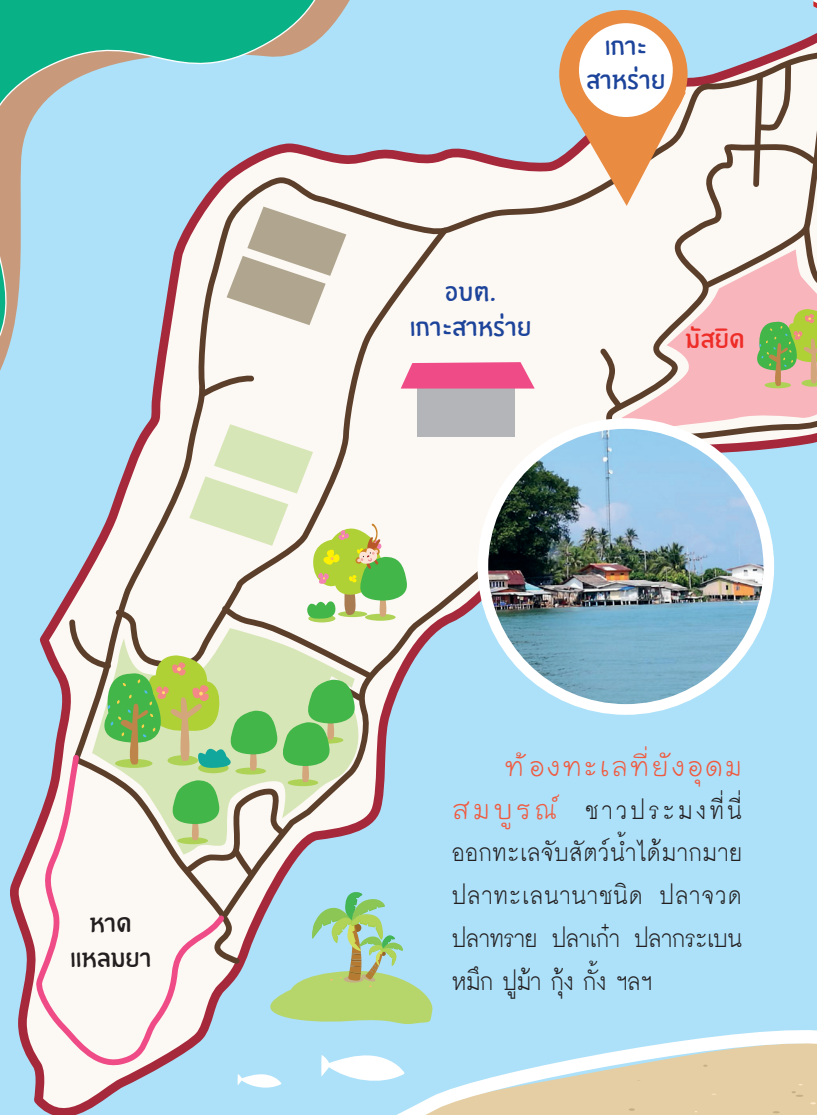 เกาะ
สาหร่าย
อบต.
เกาะสาหร่าย
มัสยิด
ท้องทะเลที่ยังอุดม
สมบูรณ์ ชาวประมงที่นี่
ออกทะเลจับสัตว์น้ำได้มากมาย
ปลาทะเลนานาชนิด ปลาจวด
ปลาทราย ปลาเก๋า ปลากระเบน
หมึก ปูม้า กุ้ง กั้ง ฯลฯ
หาด
แหลมยา